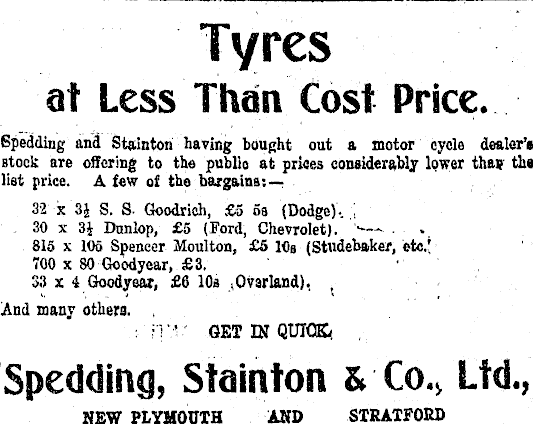 Tyres
at Less Than Cost Price.
Spedding and Stainton having bought out a motor cycle dealer's
stock are offering to the public at prices considerably lower than the
list price. A few of the bargains:—
32 x 3½ S. S. Goodrich, £5 5s (Dodge).
30 x 3½ Dunlop, £5 (Ford, Chevrolet).
815 x 105 Spencer Moulton, £5 10s (Studebaker, etc.)
700 x 80 Goodyear, £3.
33 x 4 Goodyear, £6 10s (Overland).
And many others.
GET IN QUICK.
Spedding, Stainton & Co., Ltd.,
NEW PLYMOUTH AND STRATFORD